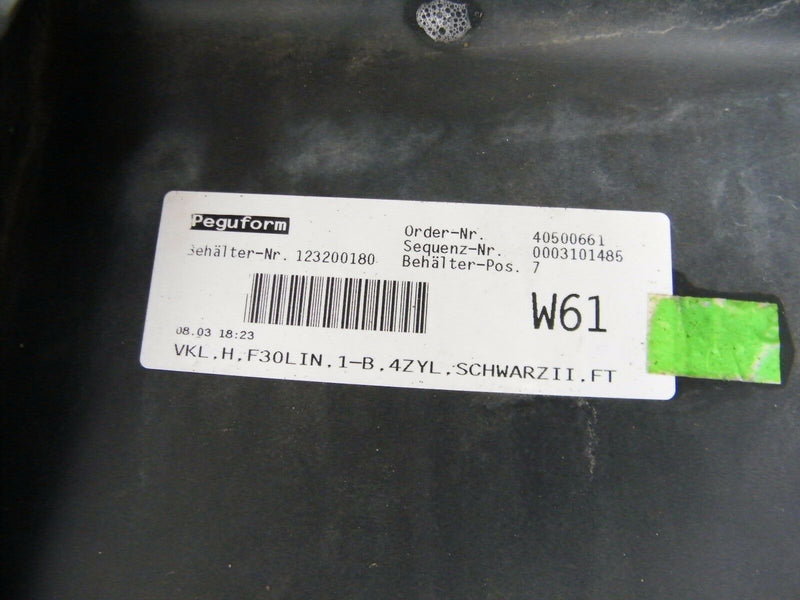 Peguform
Order-Nr. 40500661
Sequenz-Nr. 0003101485
Behälter-Nr. 123200180
Behälter-Pos. 7
W61
08.03 18:23
VKL.H.F30LIN.1-B.4ZYL.SCHWARZII.FT